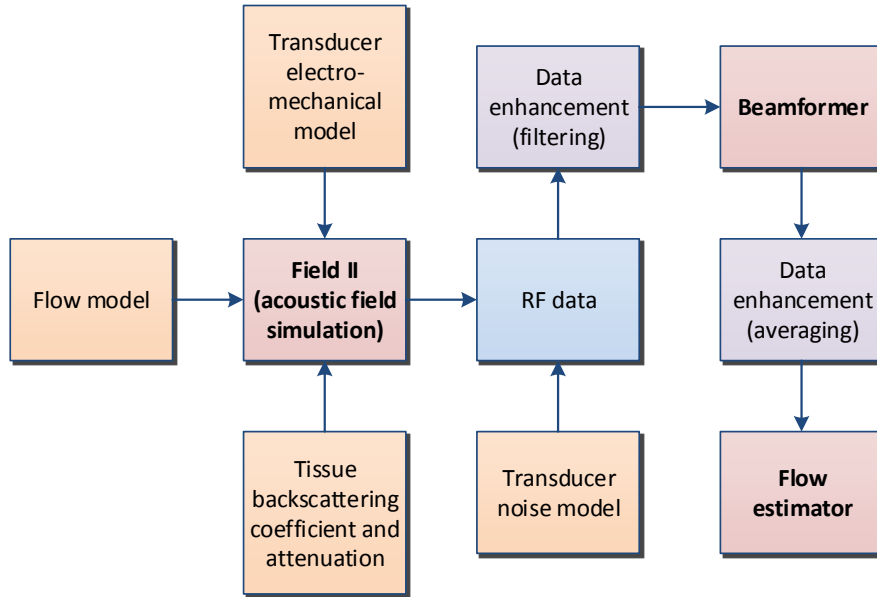 Transducer
electro-
mechanical
model
Data
enhancement
(filtering)
Beamformer
Flow model
Field II
(acoustic field
simulation)
RF data
Data
enhancement
(averaging)
Tissue
backscattering
coefficient and
attenuation
Transducer
noise model
Flow
estimator